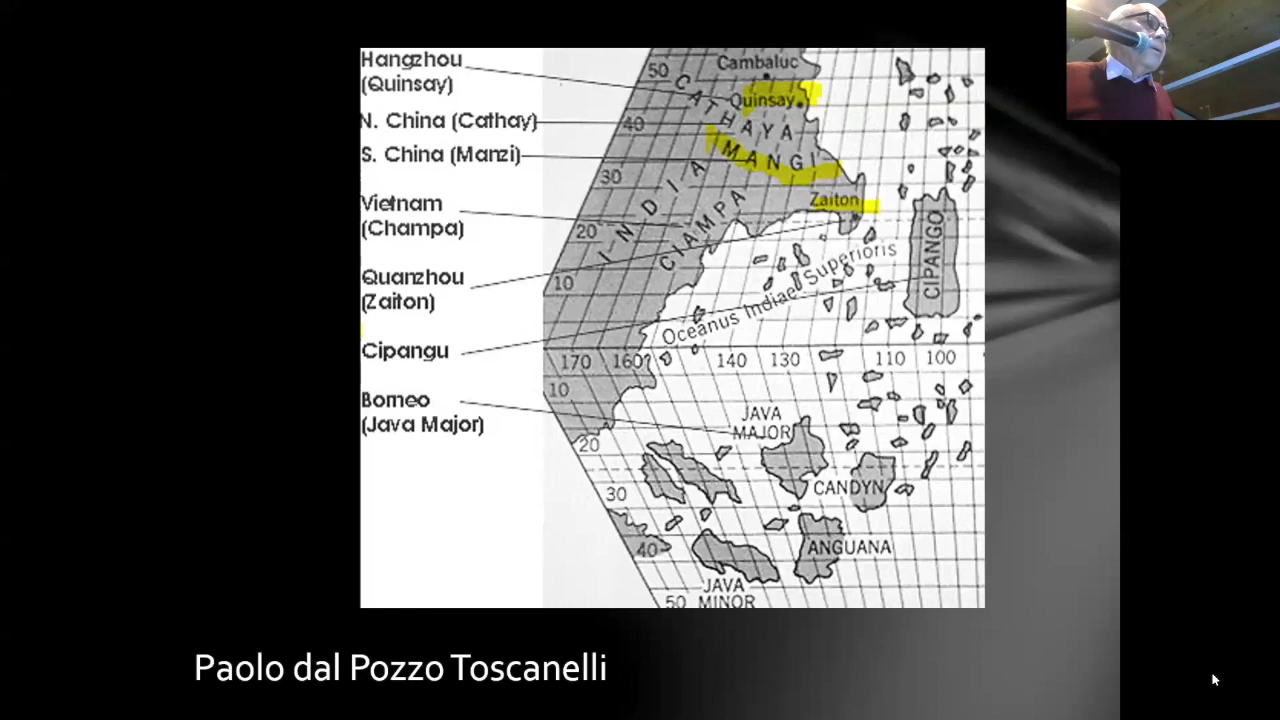 Hangzhou
(Quinsay)
N. China (Cathay)
S. China (Manzi)
Vietnam
(Champa)
Quanzhou
(Zaiton)
Cipangu
Borneo
(Java Major)
50
Cambaluc
Quinsay
CATHAYA
40
MANGI
30
INDIA
Zaiton
20
CIAMPA
10
Oceanus Indiae Superioris
CIPANGO
170
160
140
130
110
100
10
JAVA
MAJOR
20
CANDYN
30
ANGUANA
40
JAVA
MINOR
50
Paolo dal Pozzo Toscanelli